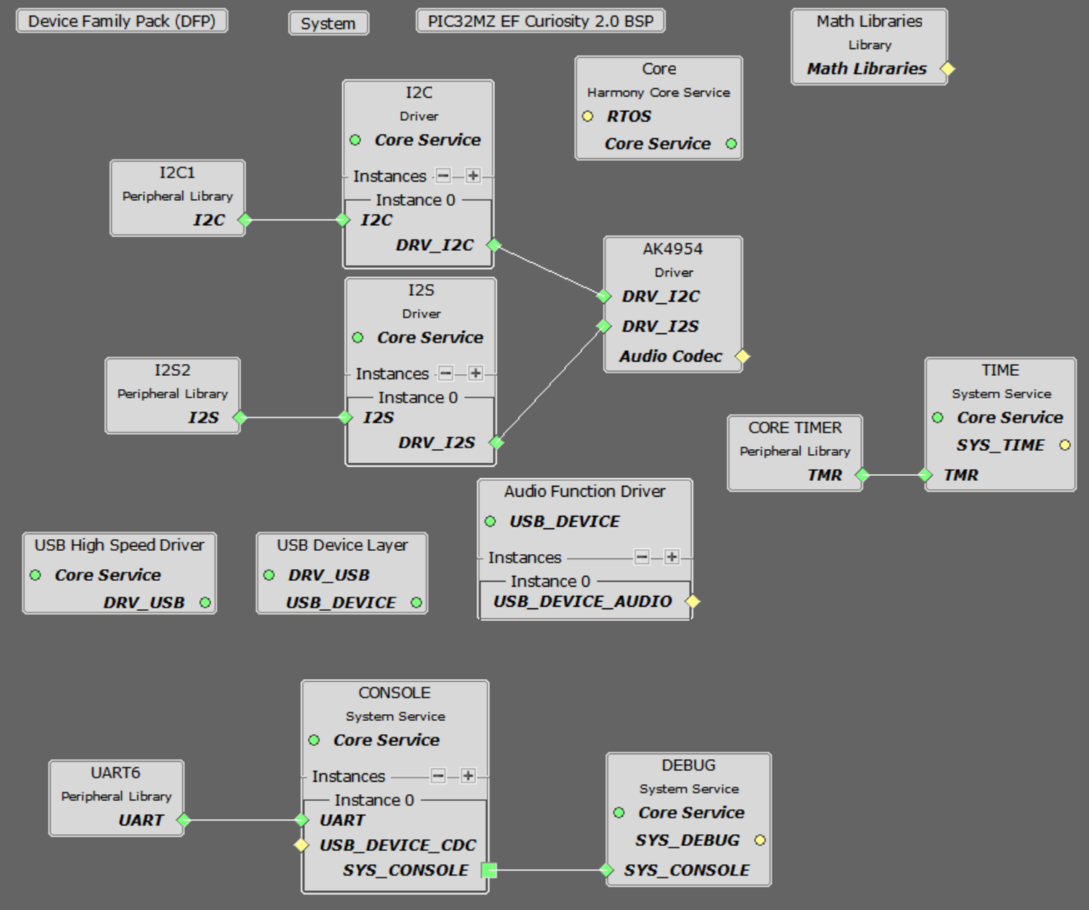 Device Family Pack (DFP)
System
PIC32MZ EF Curiosity 2.0 BSP
Math Libraries
Library
Math Libraries
Core
Harmony Core Service
RTOS
Core Service
I2C
Driver
Core Service
Instances
Instance 0
I2C
DRV_I2C
I2C1
Peripheral Library
I2C
AK4954
Driver
DRV_I2C
DRV_I2S
Audio Codec
I2S
Driver
Core Service
Instances
Instance 0
I2S
DRV_I2S
I2S2
Peripheral Library
I2S
TIME
System Service
Core Service
SYS_TIME
TMR
CORE TIMER
Peripheral Library
TMR
Audio Function Driver
USB_DEVICE
Instances
Instance 0
USB_DEVICE_AUDIO
USB High Speed Driver
Core Service
DRV_USB
USB Device Layer
DRV_USB
USB_DEVICE
CONSOLE
System Service
Core Service
Instances
Instance 0
UART
USB_DEVICE_CDC
SYS_CONSOLE
UART6
Peripheral Library
UART
DEBUG
System Service
Core Service
SYS_DEBUG
SYS_CONSOLE